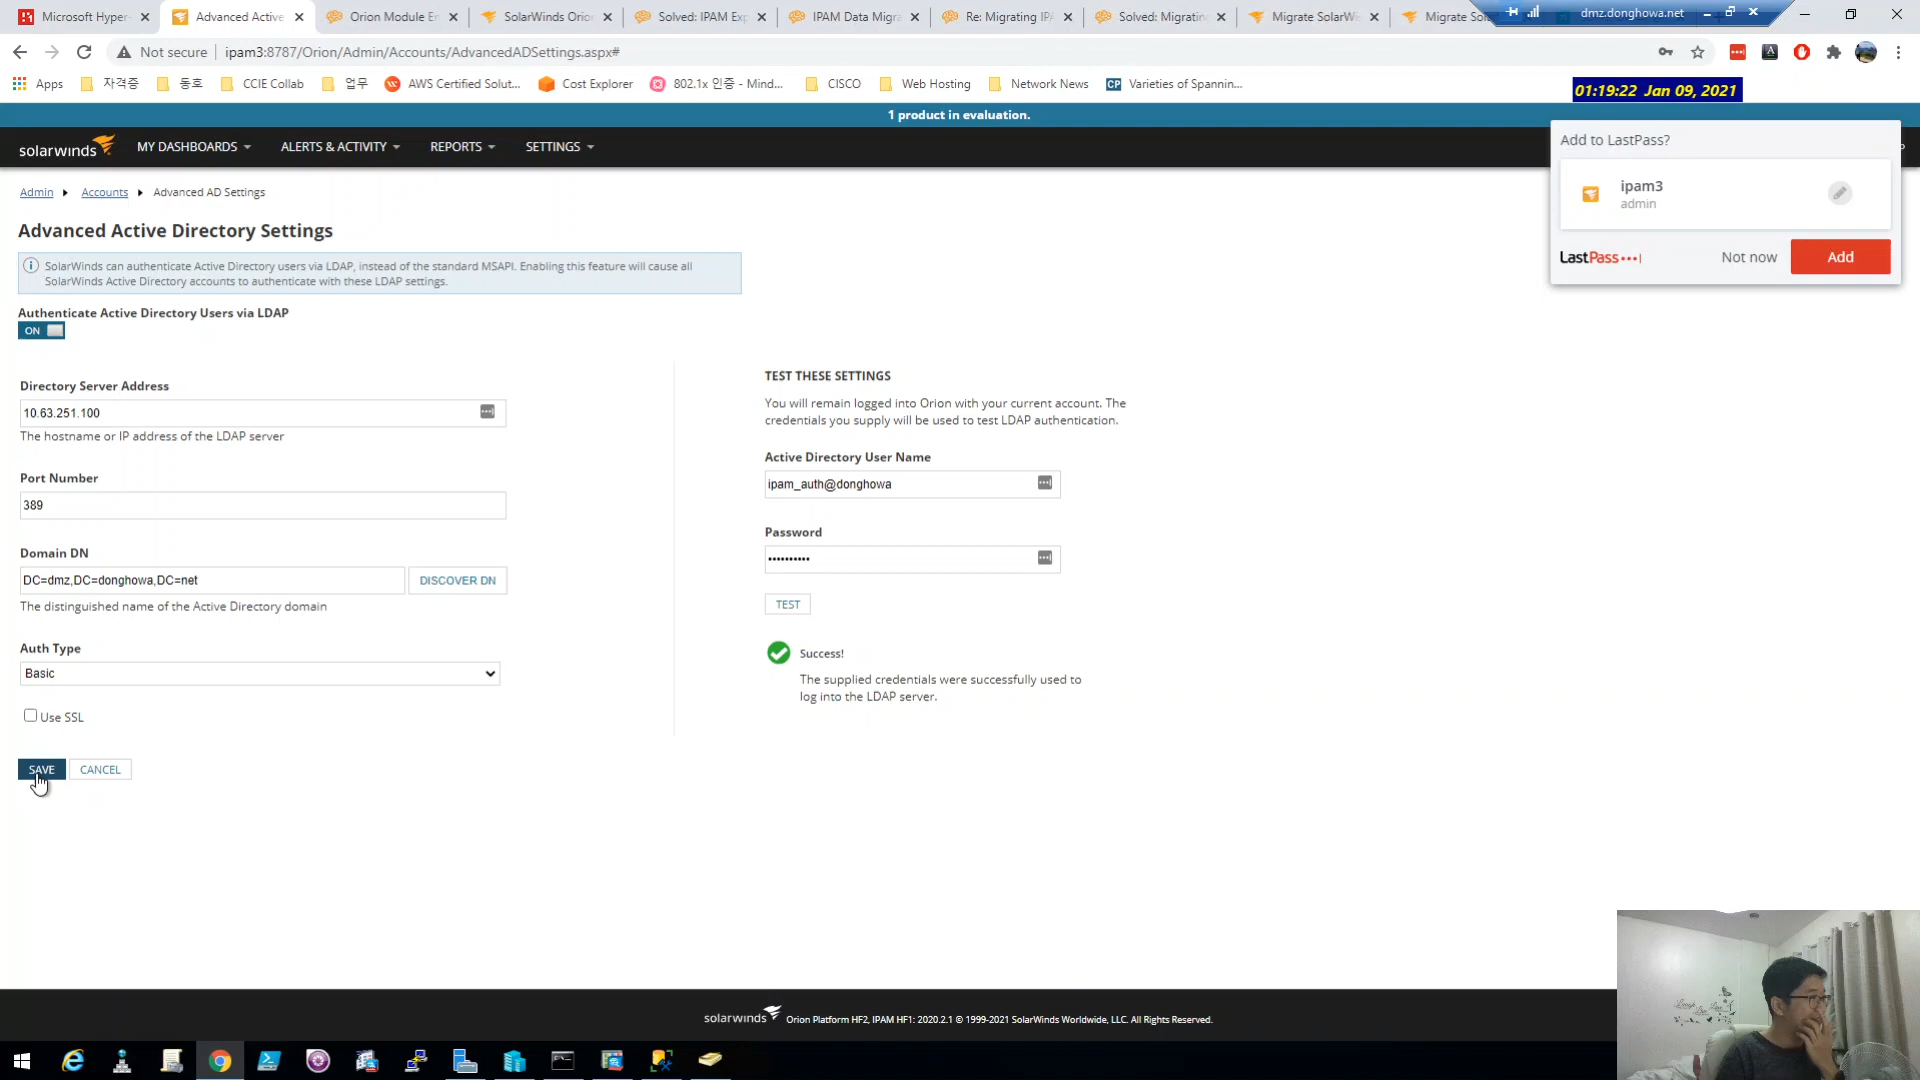 Microsoft Hyper-
Advanced Active
Orion Module E
SolarWinds Orio
Solved: IPAM Exp
IPAM Data Migra
Re: Migrating IPA
Solved: Migratin
Migrate SolarWi
Migrate So
dmz.donghowa.net
Not secure
ipam3:8787/Orion/Admin/Accounts/AdvancedADSettings.aspx#
Apps
자격증
동호
CCIE Collab
업무
AWS Certified Solut...
Cost Explorer
802.1x 인증 - Mind...
CISCO
Web Hosting
Network News
CP
Varieties of Spannin...
01:19:22 Jan 09, 2021
1 product in evaluation.
solarwinds
MY DASHBOARDS
ALERTS & ACTIVITY
REPORTS
SETTINGS
Add to LastPass?
ipam3
admin
LastPass
Not now
Add
Admin
Accounts
Advanced AD Settings
Advanced Active Directory Settings
SolarWinds can authenticate Active Directory users via LDAP, instead of the standard MSAPI. Enabling this feature will cause all
SolarWinds Active Directory accounts to authenticate with these LDAP settings.
Authenticate Active Directory Users via LDAP
ON
Directory Server Address
10.63.251.100
The hostname or IP address of the LDAP server
Port Number
389
Domain DN
DC=dmz,DC=donghowa,DC=net
DISCOVER DN
The distinguished name of the Active Directory domain
Auth Type
Basic
Use SSL
SAVE
CANCEL
TEST THESE SETTINGS
You will remain logged into Orion with your current account. The
credentials you supply will be used to test LDAP authentication.
Active Directory User Name
ipam_auth@donghowa
Password
••••••••••
TEST
Success!
The supplied credentials were successfully used to
log into the LDAP server.
solarwinds
Orion Platform HF2, IPAM HF1: 2020.2.1 © 1999-2021 SolarWinds Worldwide, LLC. All Rights Reserved.